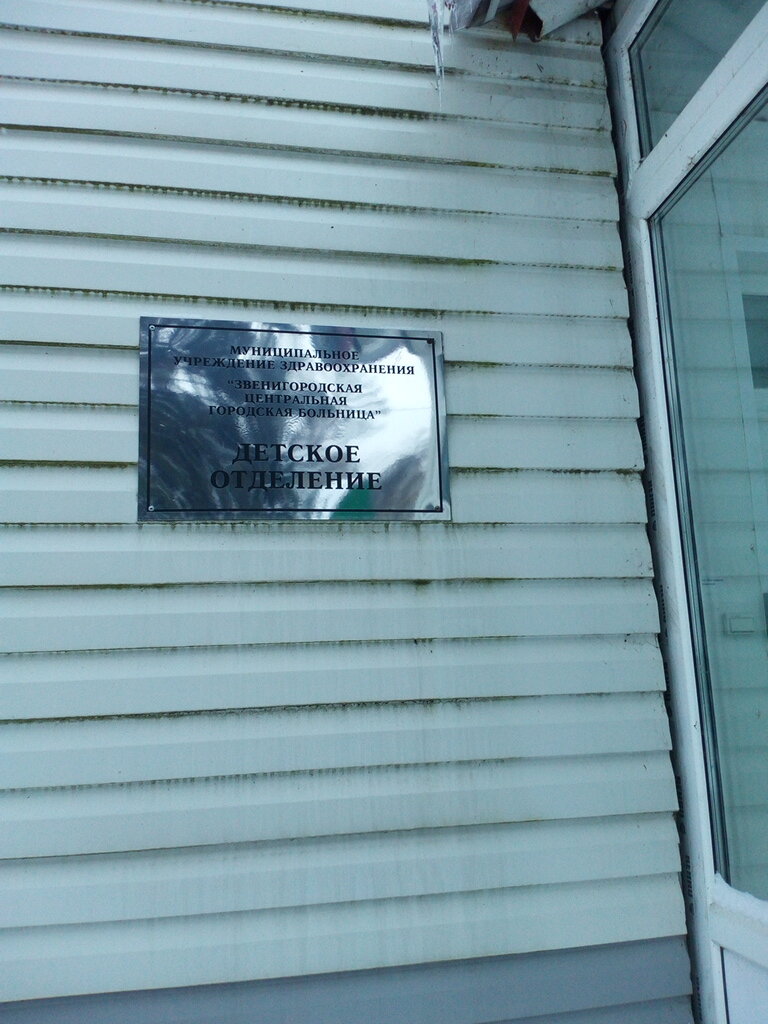 МУНИЦИПАЛЬНОЕ
УЧРЕЖДЕНИЕ ЗДРАВООХРАНЕНИЯ
"ЗВЕНИГОРОДСКАЯ
ЦЕНТРАЛЬНАЯ
ГОРОДСКАЯ БОЛЬНИЦА"
ДЕТСКОЕ
ОТДЕЛЕНИЕ